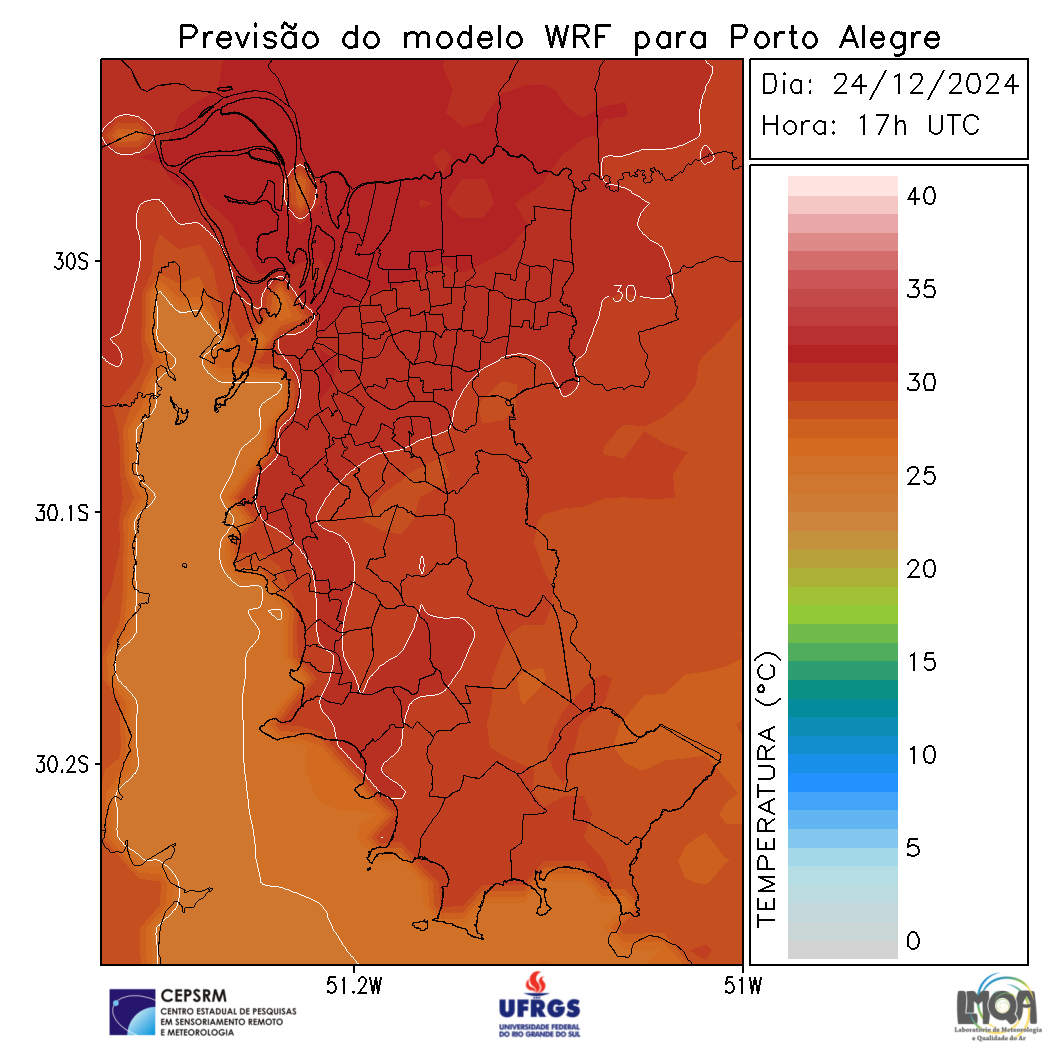 Previsão do modelo WRF para Porto Alegre
Dia: 24/12/2024
Hora: 17h UTC
40
35
30
25
20
15
10
5
0
TEMPERATURA (°C)
30S
30.1S
30.2S
30
51.2W
51W
CEPSRM
CENTRO ESTADUAL DE PESQUISAS
EM SENSORIAMENTO REMOTO
E METEOROLOGIA
UFRGS
UNIVERSIDADE FEDERAL
DO RIO GRANDE DO SUL
LMQA
Laboratório de Meteorologia
e Qualidade do Ar